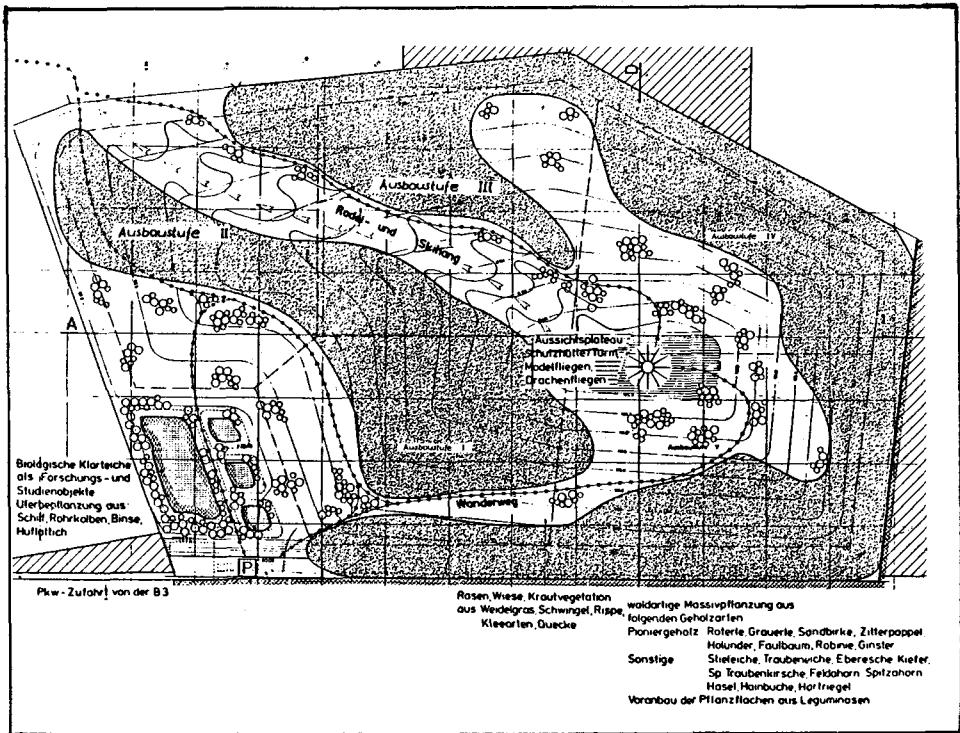 D
Ausbaustufe III
Rodel- und
Skihang
Ausbaustufe II
Ausbaustufe IV
A
Aussichtsplateau
Schutzhütte Turm
Modellfliegen,
Drachenfliegen
Ausbaustufe I
Biologische Klärteiche
als Forschungs- und
Studienobjekte
Uferbepflanzung aus
Schilf, Rohrkolben, Binse,
Huflattich
Wanderweg
P
Pkw-Zufahrt von der B3
Rasen, Wiese, Krautvegetation
aus Weidelgras, Schwingel, Rispe,
Kleearten, Quecke
waldartige Massivpflanzung aus
folgenden Gehölzarten
Pioniergehölz Roterle, Grauerle, Sandbirke, Zitterpappel
Holunder, Faulbaum, Robinie, Ginster
Sonstige Stieleiche, Traubeneiche, Eberesche Kiefer,
Sp Traubenkirsche, Feldahorn Spitzahorn
Hasel, Hainbuche, Hartriegel
Voranbau der Pflanzflächen aus Leguminosen